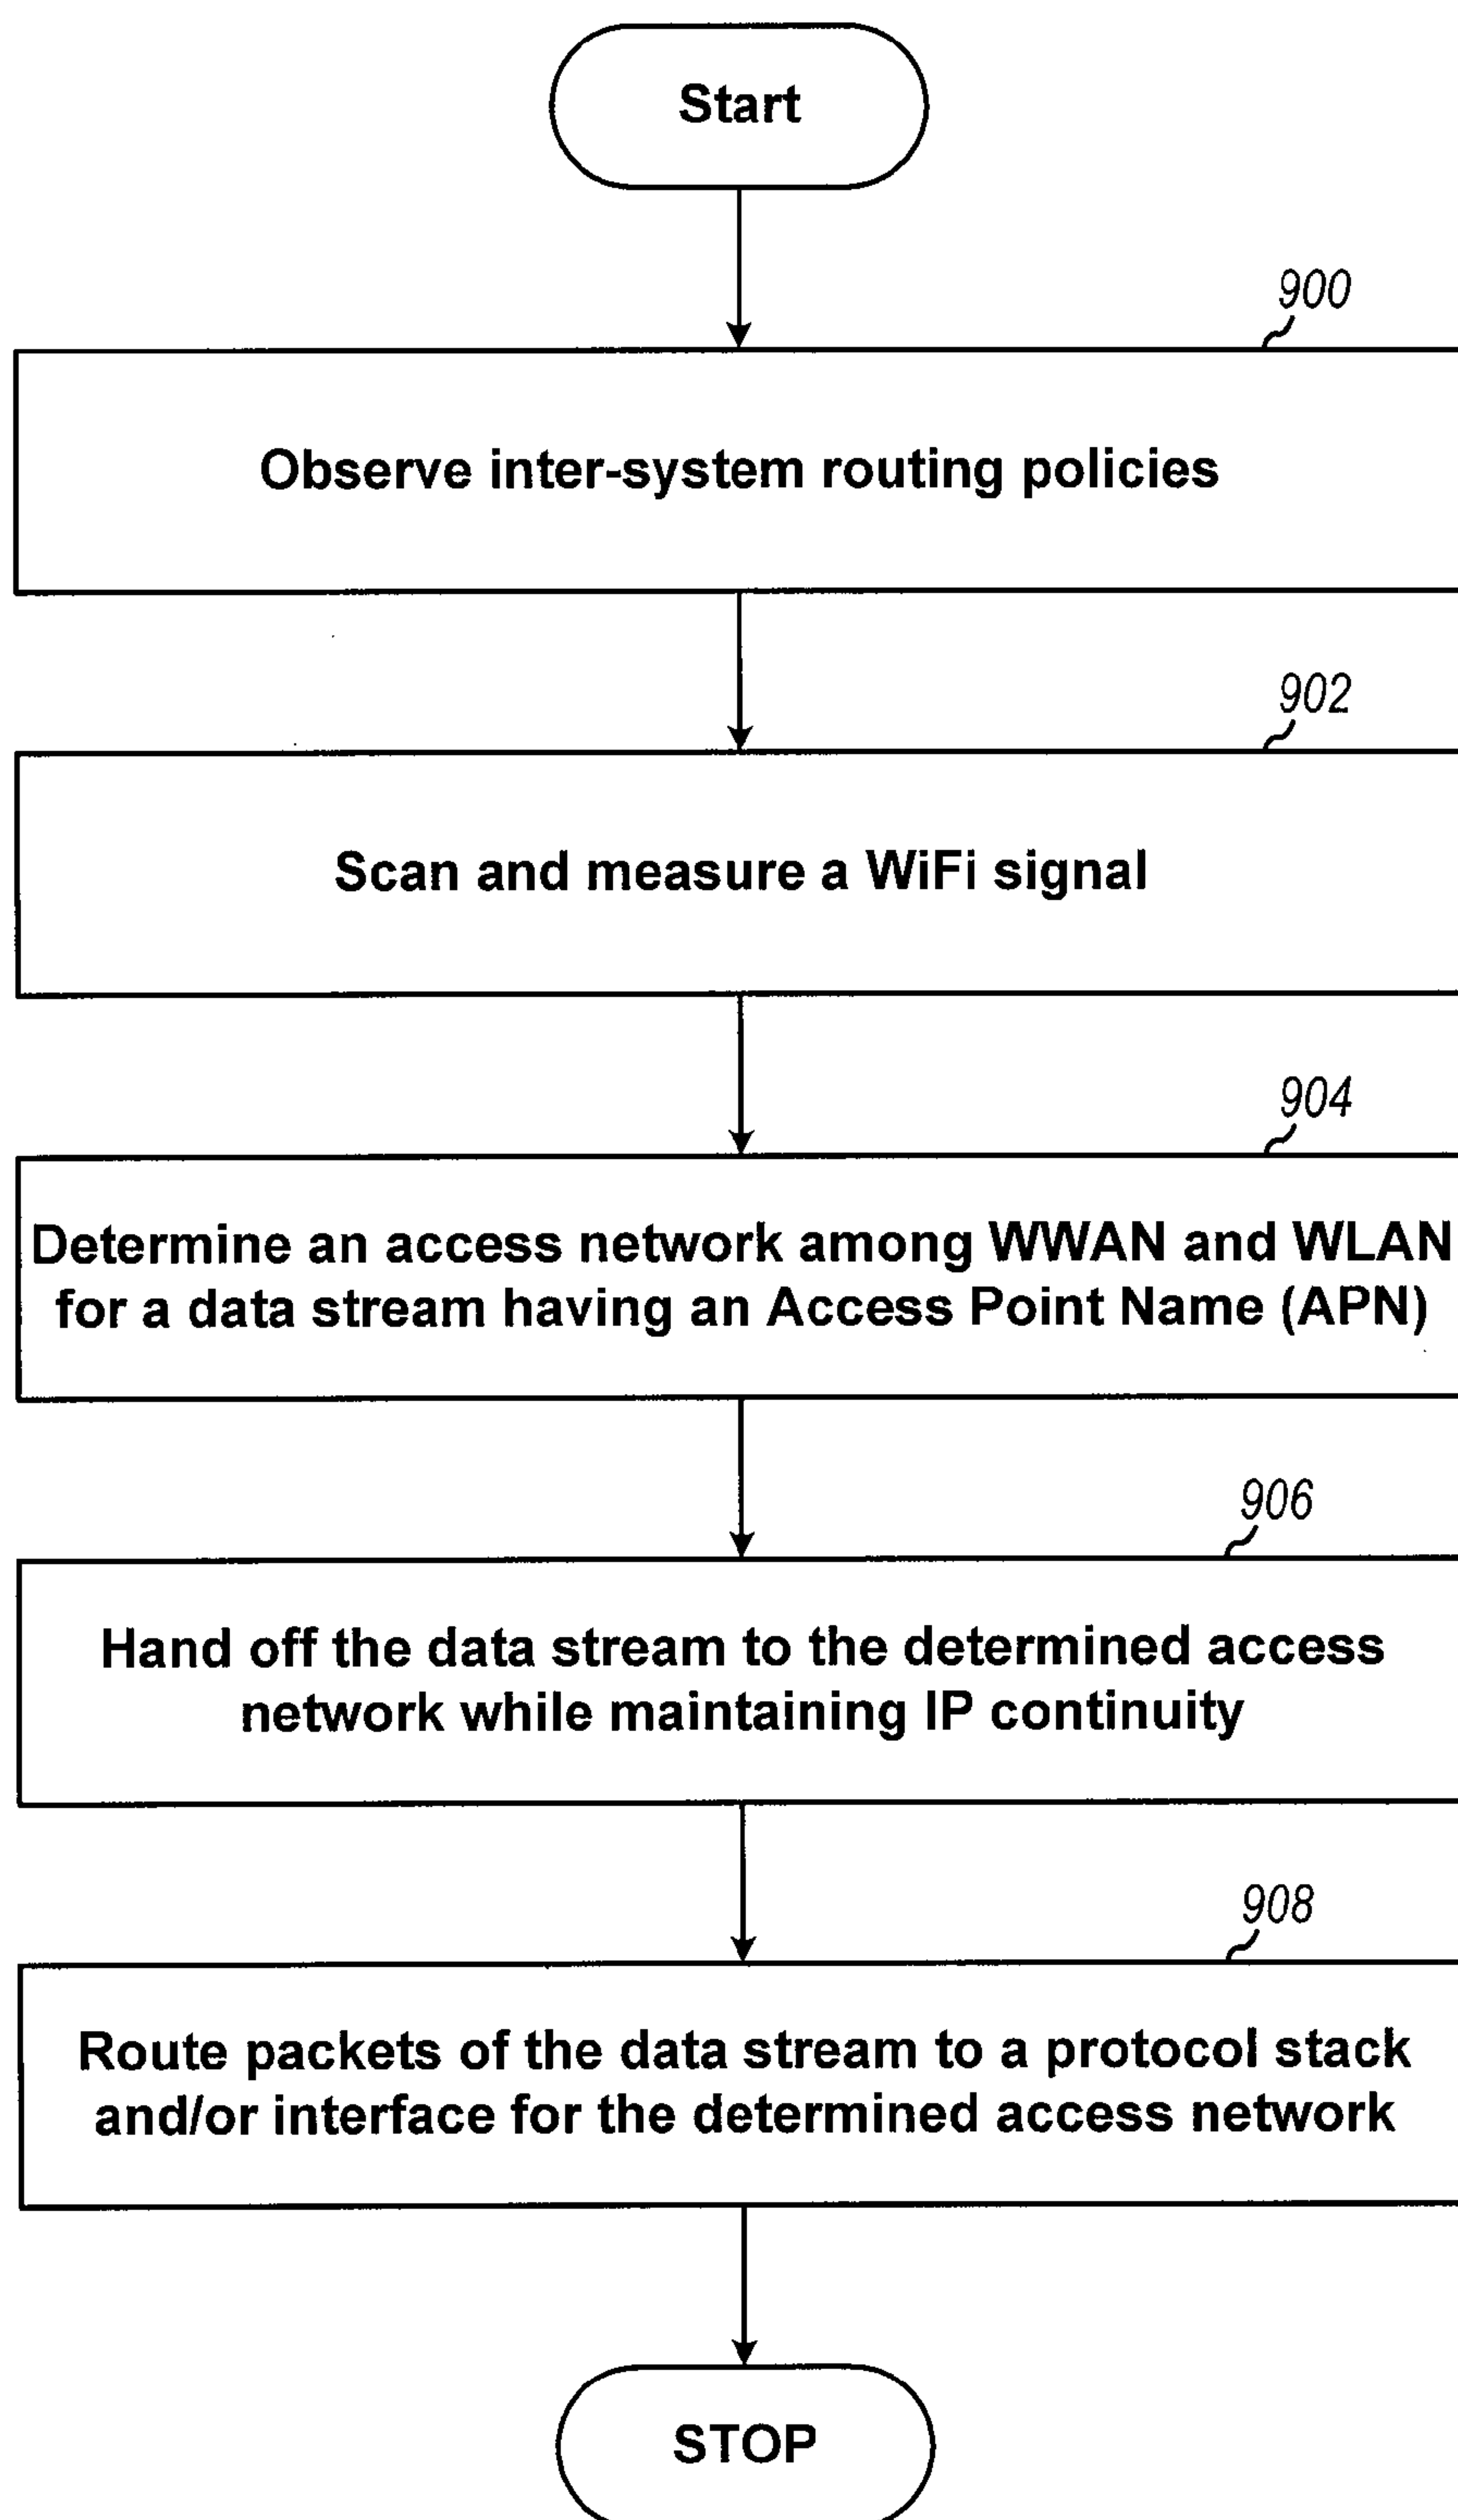 Start
900
Observe inter-system routing policies
902
Scan and measure a WiFi signal
904
Determine an access network among WWAN and WLAN
for a data stream having an Access Point Name (APN)
906
Hand off the data stream to the determined access
network while maintaining IP continuity
908
Route packets of the data stream to a protocol stack
and/or interface for the determined access network
STOP